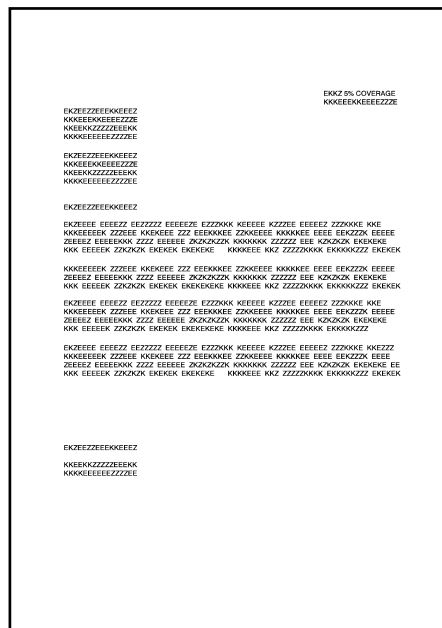 EKKZ 5% COVERAGE
KKKEEEKKEEEEZZZE
EKZEEZZEEEKKEEEZ
KKKEEEKKEEEEZZZE
KKEEKKZZZZZEEEKK
KKKKEEEEEEZZZZEE
EKZEEZZEEEKKEEEZ
KKKEEEKKEEEEZZZE
KKEEKKZZZZZEEEKK
KKKKEEEEEEZZZZEE
EKZEEZZEEEKKEEEZ
EKZEEEE EEEEZZ EEZZZZZ EEEEEEZE EZZZKKK KEEEEE KZZZEE EEEEEZ ZZZKKKE KKE
KKKEEEEEK ZZZEEE KKEKEEE ZZZ EEEKKKEE ZZKKEEEE KKKKKEE EEEE EEKZZZK EEEEE
ZEEEEZ EEEEEKKK ZZZZ EEEEEE ZKZKZKZZK KKKKKKK ZZZZZZ EEE KZKZKZK EKEKEKE
KKK EEEEEK ZZKZKZK EKEKEK EKEKEKE KKKKEEE KKZ ZZZZZKKKK EKKKKKZZZ EKEKEK
KKKEEEEEK ZZZEEE KKEKEEE ZZZ EEEKKKEE ZZKKEEEE KKKKKEE EEEE EEKZZZK EEEEE
ZEEEEZ EEEEEKKK ZZZZ EEEEEE ZKZKZKZZK KKKKKKK ZZZZZZ EEE KZKZKZK EKEKEKE
KKK EEEEEK ZZKZKZK EKEKEK EKEKEKEKE KKKKEEE KKZ ZZZZZKKKK EKKKKKZZZ EKEKEK
EKZEEEE EEEEZZ EEZZZZZ EEEEEEZE EZZZKKK KEEEEE KZZZEE EEEEEZ ZZZKKKE KKE
KKKEEEEEK ZZZEEE KKEKEEE ZZZ EEEKKKEE ZZKKEEEE KKKKKEE EEEE EEKZZZK EEEEE
ZEEEEZ EEEEEKKK ZZZZ EEEEEE ZKZKZKZZK KKKKKKK ZZZZZZ EEE KZKZKZK EKEKEKE
KKK EEEEEK ZZKZKZK EKEKEK EKEKEKEKE KKKKEEE KKZ ZZZZZKKKK EKKKKKZZZ
EKZEEEE EEEEZZ EEZZZZZ EEEEEEZE EZZZKKK KEEEEE KZZZEE EEEEEZ ZZZKKKE KKEZZZ
KKKEEEEEK ZZZEEE KKEKEEE ZZZ EEEKKKEE ZZKKEEEE KKKKKEE EEEE EEKZZZK EEEE
ZEEEEZ EEEEEKKK ZZZZ EEEEEE ZKZKZKZZK KKKKKKK ZZZZZZ EEE KZKZKZK EKEKEKE EE
KKK EEEEEK ZZKZKZK EKEKEK EKEKEKE KKKKEEE KKZ ZZZZZKKKK EKKKKKZZZ EKEKEK
EKZEEZZEEEKKEEEZ
KKEEKKZZZZZEEEKK
KKKKEEEEEEZZZZEE